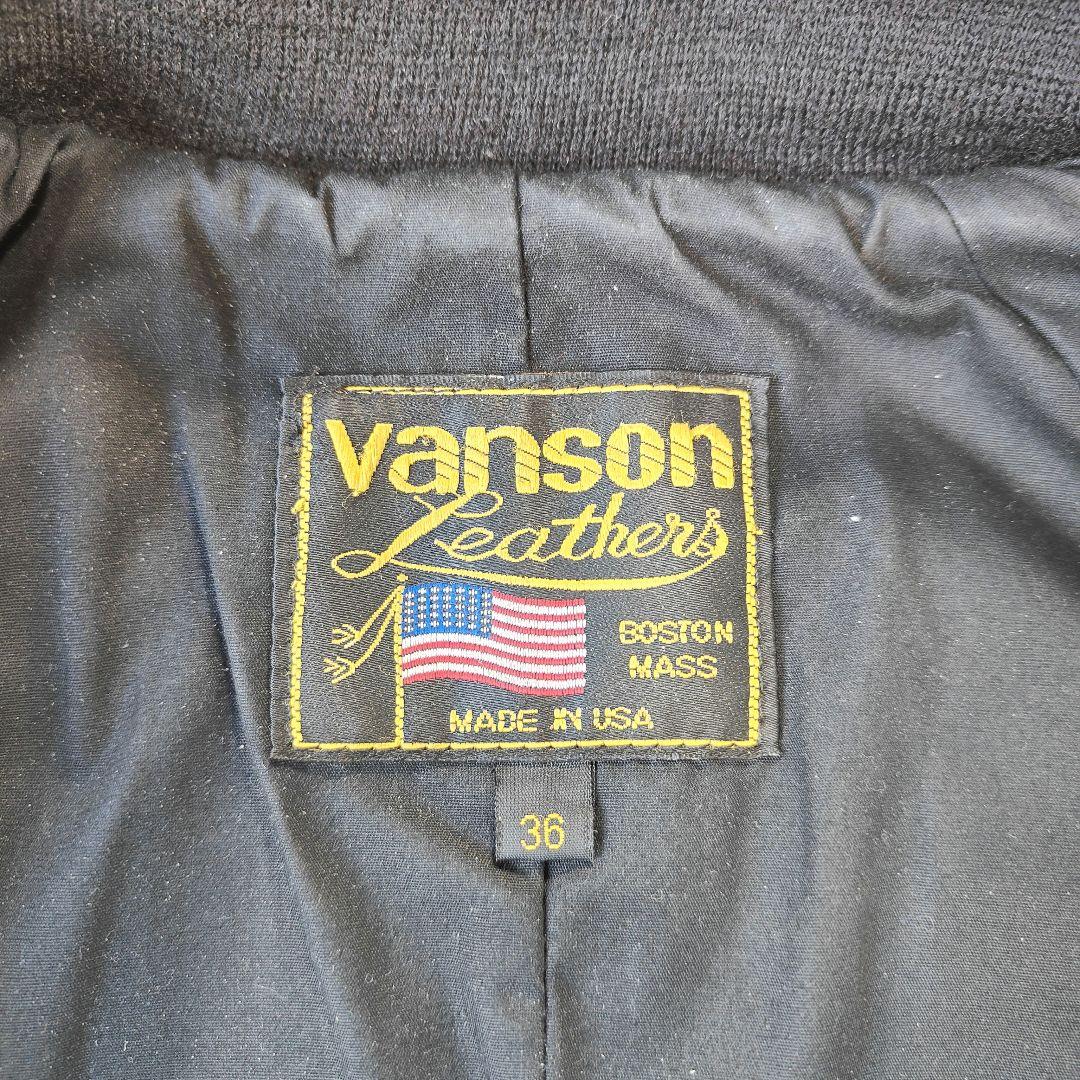 vanson
Leathers
BOSTON
MASS
MADE IN USA
36